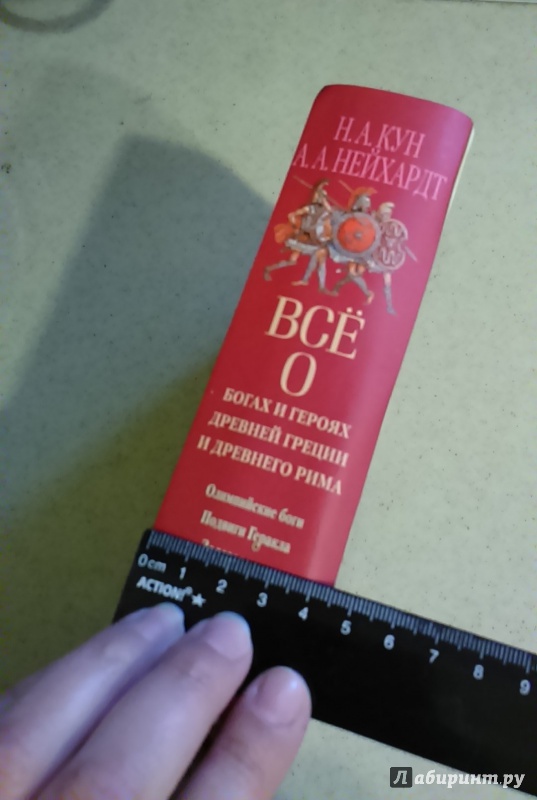 Н. А. КУН
А. А. НЕЙХАРДТ
ВСЁ
О
БОГАХ И ГЕРОЯХ
ДРЕВНЕЙ ГРЕЦИИ
И ДРЕВНЕГО РИМА
Олимпийские боги
Подвиги Геракла
0cm 1 2 3 4 5 6 7 8 9
ACTION!
Лабиринт.ру